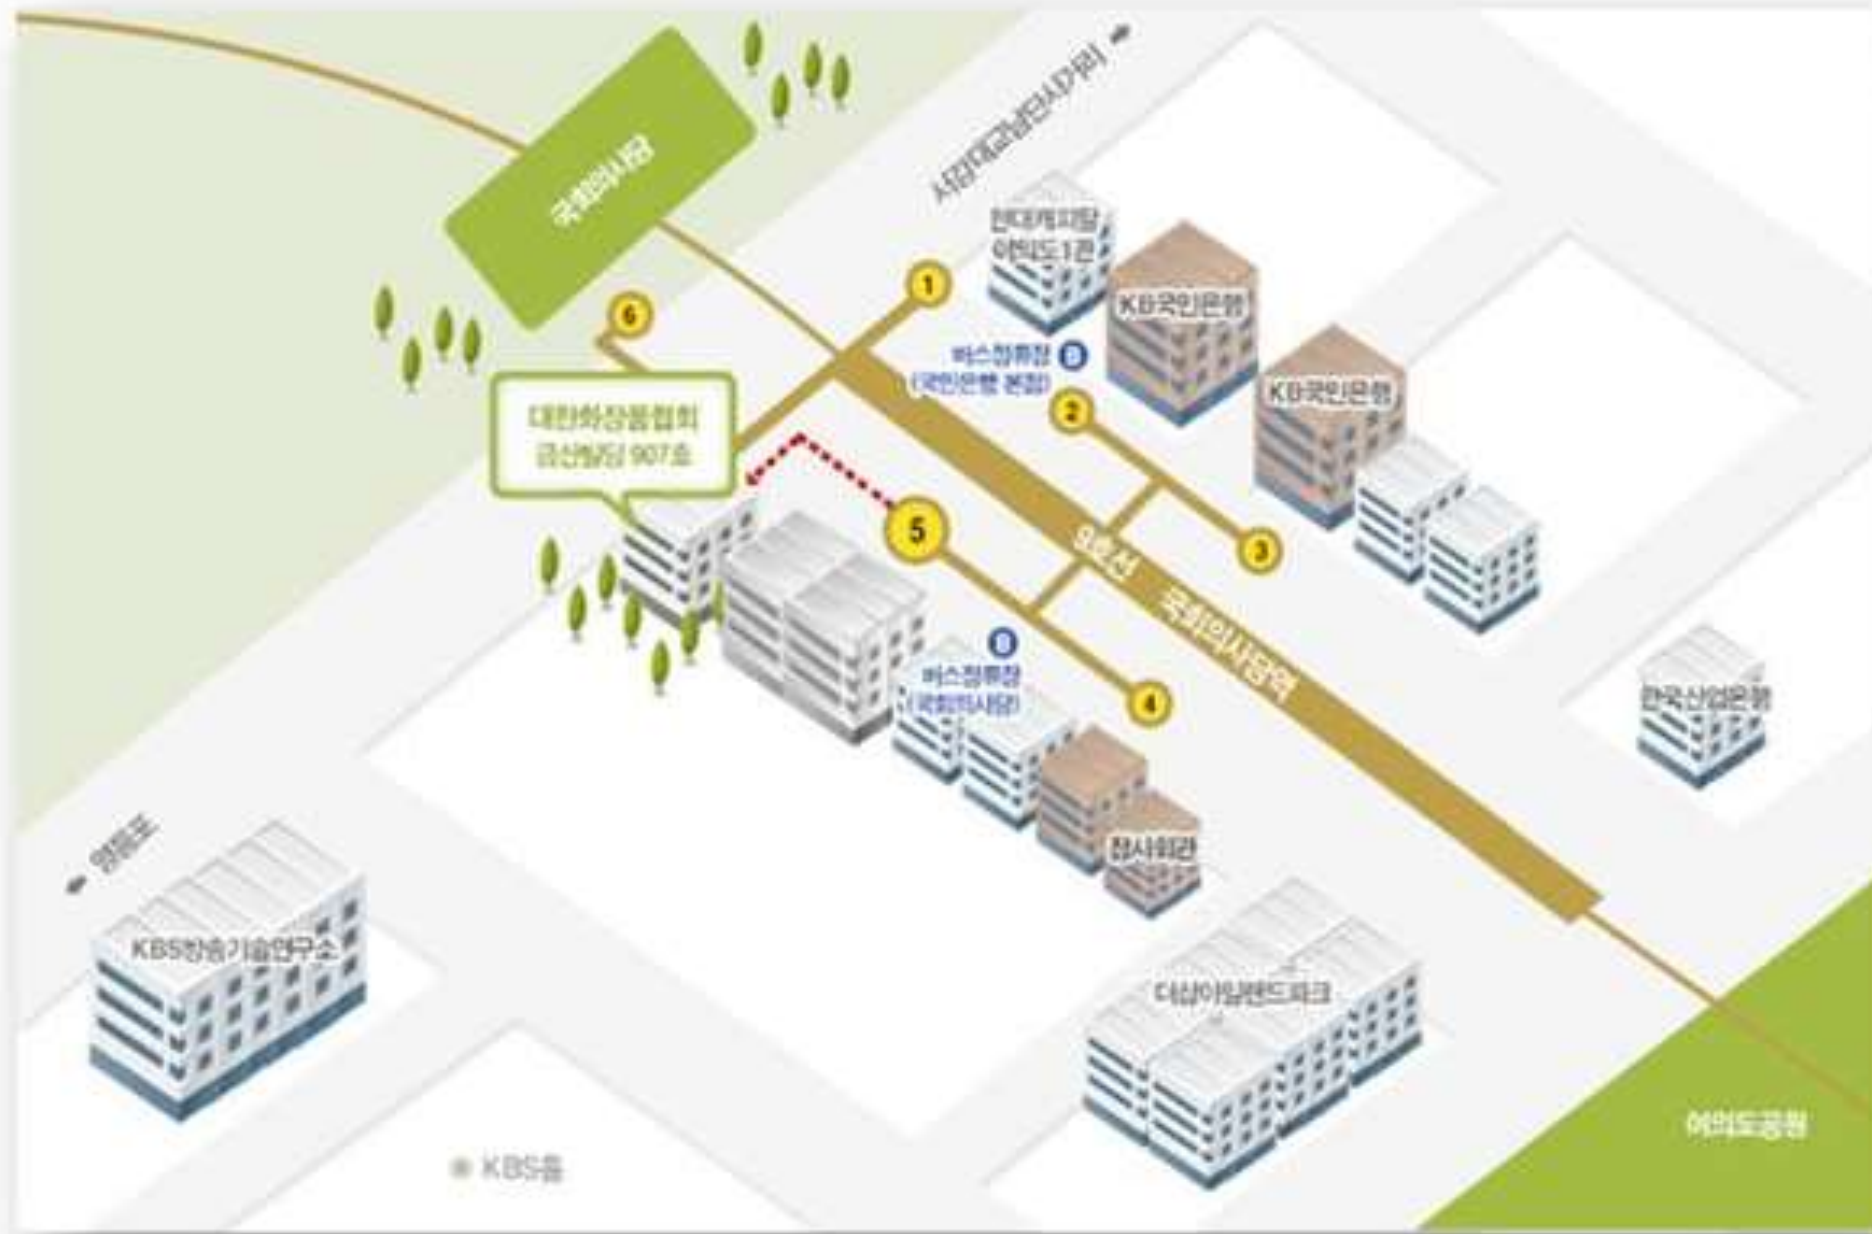 국회의사당
서강대교남단사거리
현대캐피탈
여의도1관
KB국민은행
KB국민은행
1
6
버스정류장 B
(국민은행 본점)
2
대한화장품협회
금산빌딩 907호
5
3
9호선 국회의사당역
B
버스정류장
(국회의사당)
4
한국산업은행
잠사회관
영등포
KBS방송기술연구소
더샵아일랜드파크
여의도공원
KBS홀